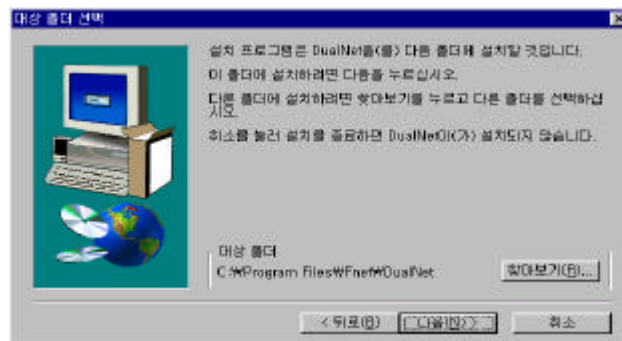 대상 폴더 선택
설치 프로그램은 DualNet을(를) 다음 폴더에 설치할 것입니다.
이 폴더에 설치하려면 다음을 누르십시오.
다른 폴더에 설치하려면 찾아보기를 누르고 다른 폴더를 선택하십
시오.
취소를 눌러 설치를 종료하면 DualNet이(가) 설치되지 않습니다.
대상 폴더
C:₩Program Files₩Fnet₩DualNet
찾아보기(R)...
< 뒤로(B)
다음(N) >
취소